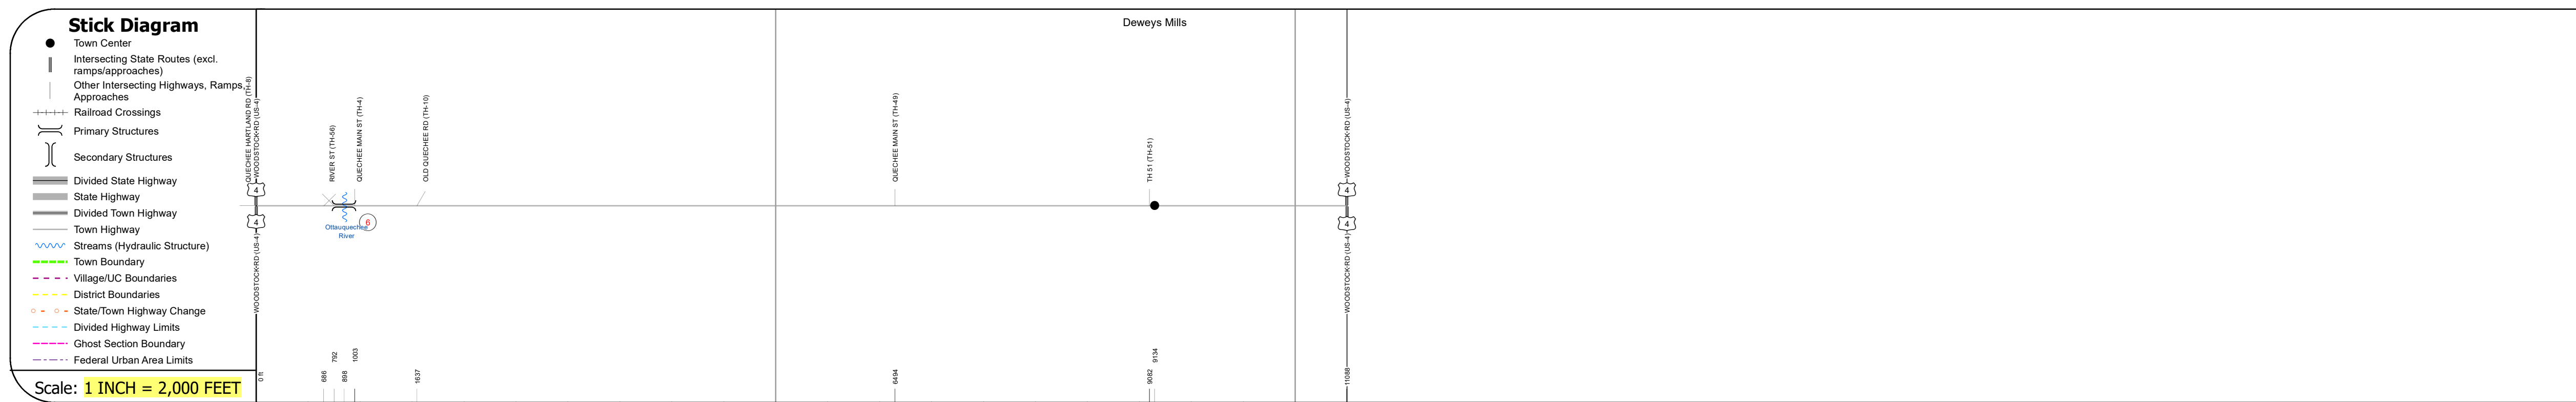 Stick Diagram
Town Center
Intersecting State Routes (excl.
ramps/approaches)
Other Intersecting Highways, Ramps,
Approaches
Railroad Crossings
Primary Structures
Secondary Structures
Divided State Highway
State Highway
Divided Town Highway
Town Highway
Streams (Hydraulic Structure)
Town Boundary
Village/UC Boundaries
District Boundaries
State/Town Highway Change
Divided Highway Limits
Ghost Section Boundary
Federal Urban Area Limits
Scale: 1 INCH = 2,000 FEET
Deweys Mills
QUECHEE HARTLAND RD (TH-8)
WOODSTOCK RD (US-4)
RIVER ST (TH-56)
QUECHEE MAIN ST (TH-4)
OLD QUECHEE RD (TH-10)
QUECHEE MAIN ST (TH-49)
TH 51 (TH-51)
WOODSTOCK RD (US-4)
4
4
6
Ottauquechee
River
4
4
WOODSTOCK RD (US-4)
WOODSTOCK RD (US-4)
0 ft
686
792
898
1003
1637
6494
9082
9134
11088